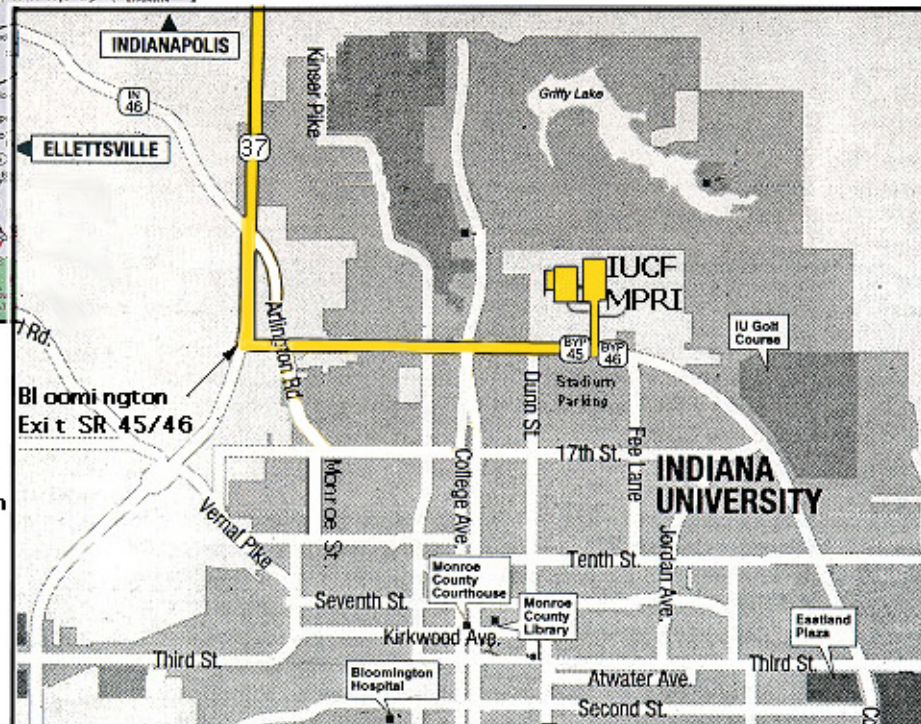 INDIANAPOLIS
IN
46
ELLETTSVILLE
37
Kinser Pike
Griffy Lake
IUCF
MPRI
IU Golf
Course
BYP
45
BYP
46
Arlington Rd
Rd.
Bloomington
Exit SR 45/46
Stadium
Parking
Dunn St.
17th St.
Fee Lane
College Ave.
Monroe St.
INDIANA
UNIVERSITY
Vernal Pike
Jordan Ave.
Tenth St.
Monroe
County
Courthouse
Seventh St.
Monroe
County
Library
Kirkwood Ave.
Eastland
Plaza
Third St.
Third St.
Bloomington
Hospital
Atwater Ave.
Second St.